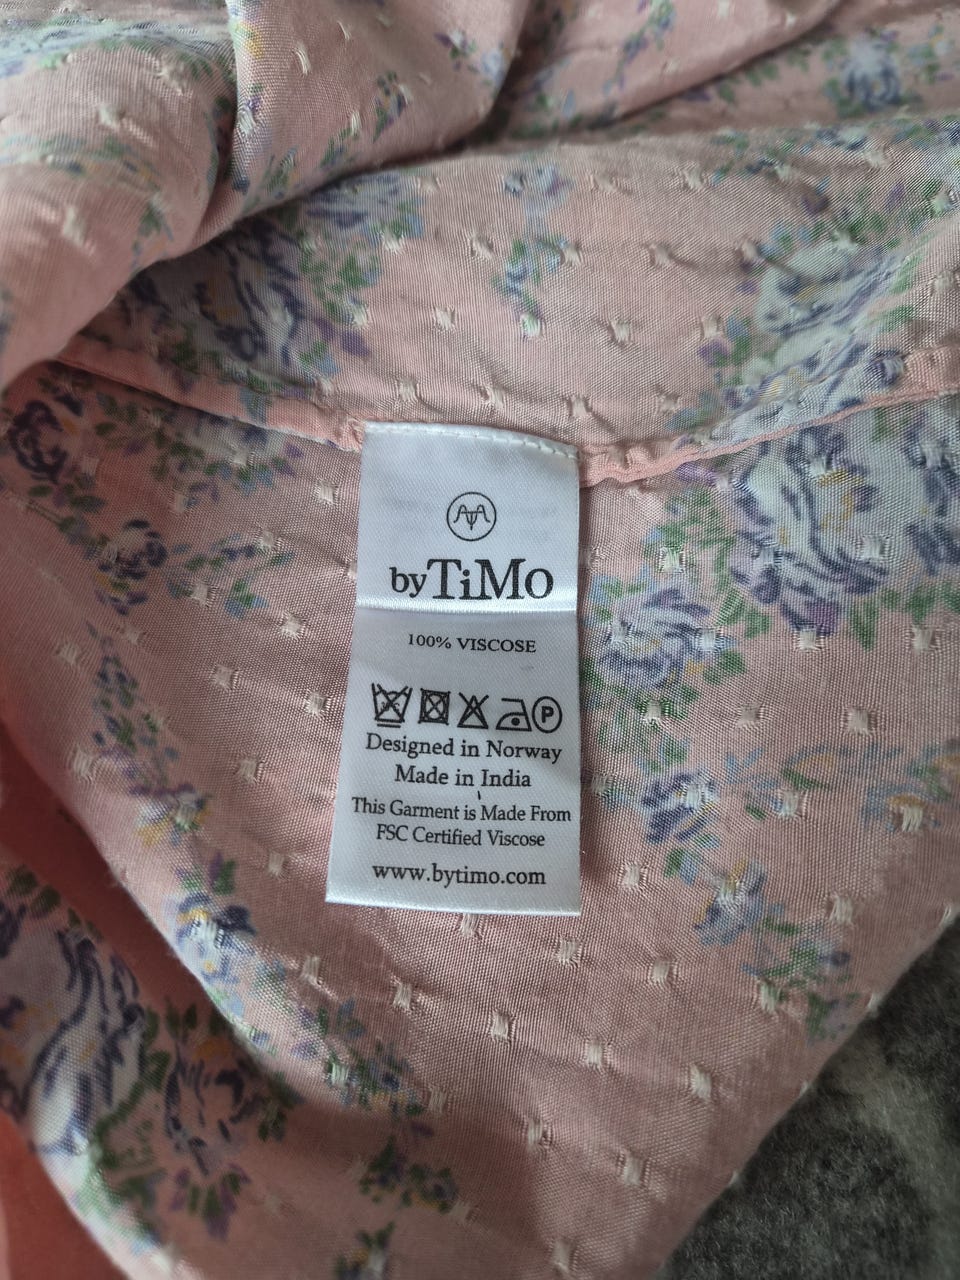 byTiMo
100% VISCOSE
P
Designed in Norway
Made in India
This Garment is Made From
FSC Certified Viscose
www.bytimo.com